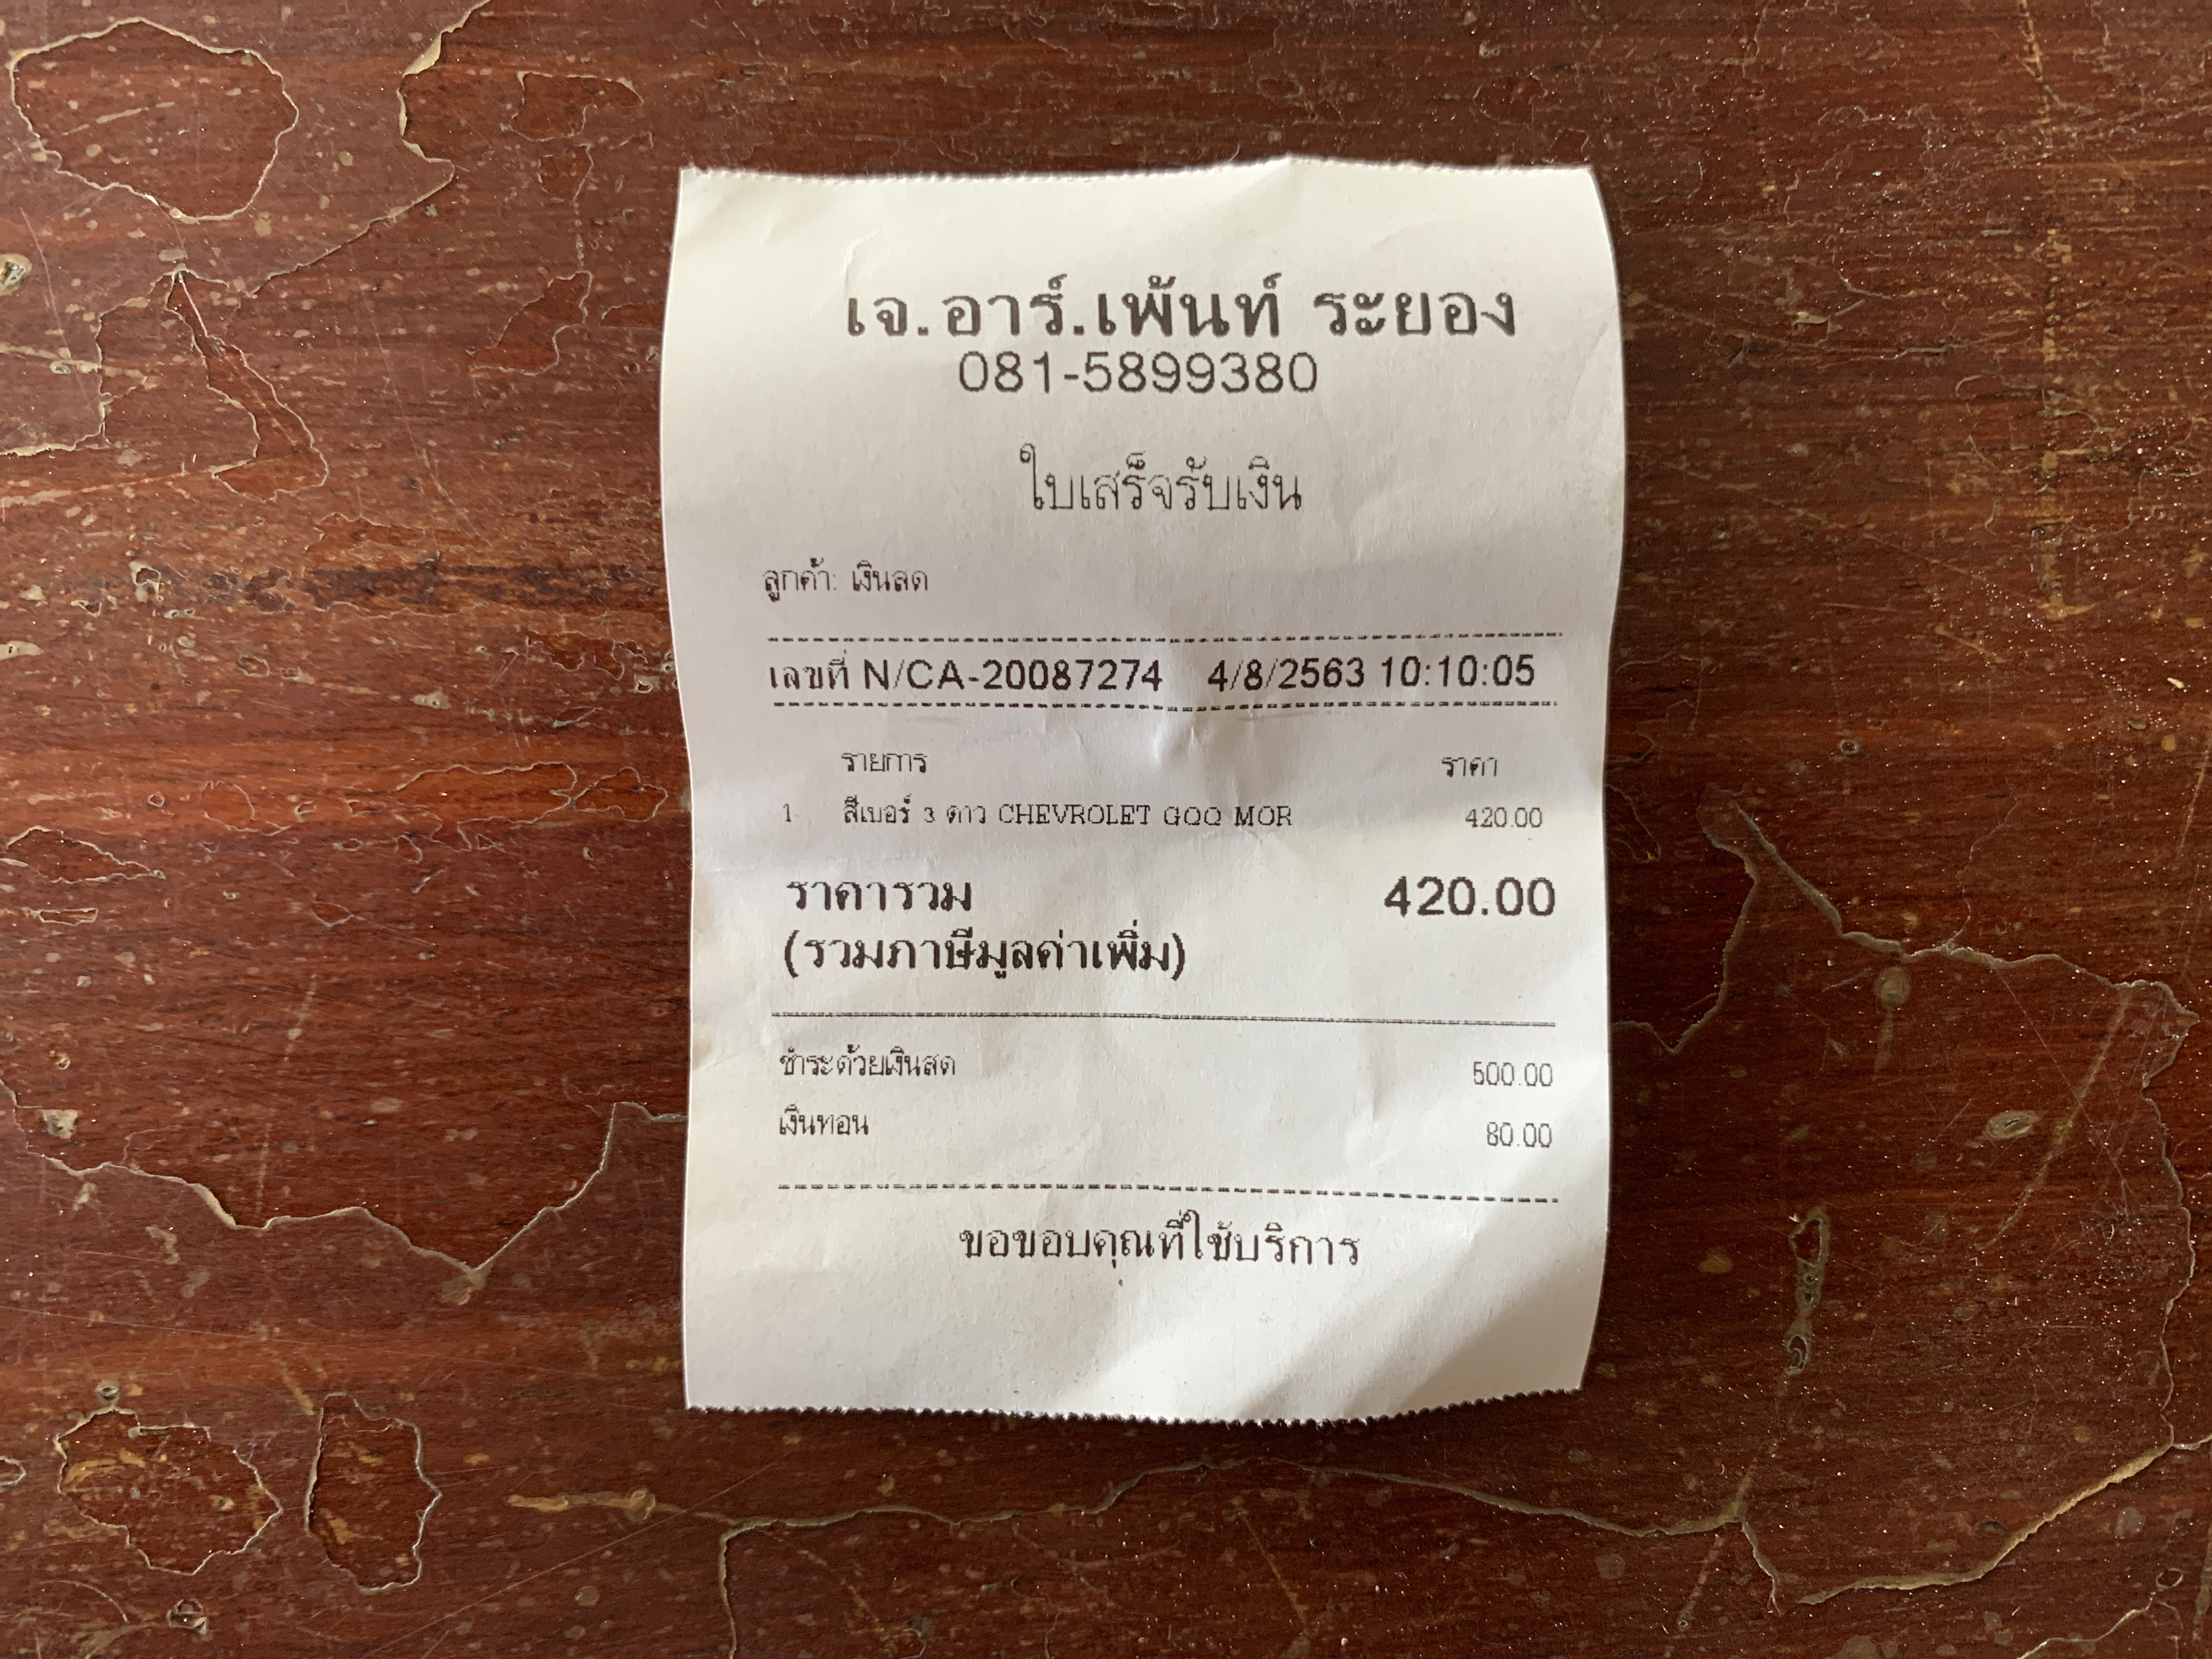 เจ.อาร์.เพ้นท์ ระยอง
081-5899380
ใบเสร็จรับเงิน
ลูกค้า: เงินสด
เลขที่ N/CA-20087274 4/8/2563 10:10:05
รายการ ราคา
1. สีเบอร์ 3 ดาว CHEVROLET GQQ MOR 420.00
ราคารวม 420.00
(รวมภาษีมูลค่าเพิ่ม)
ชำระด้วยเงินสด 500.00
เงินทอน 80.00
ขอขอบคุณที่ใช้บริการ